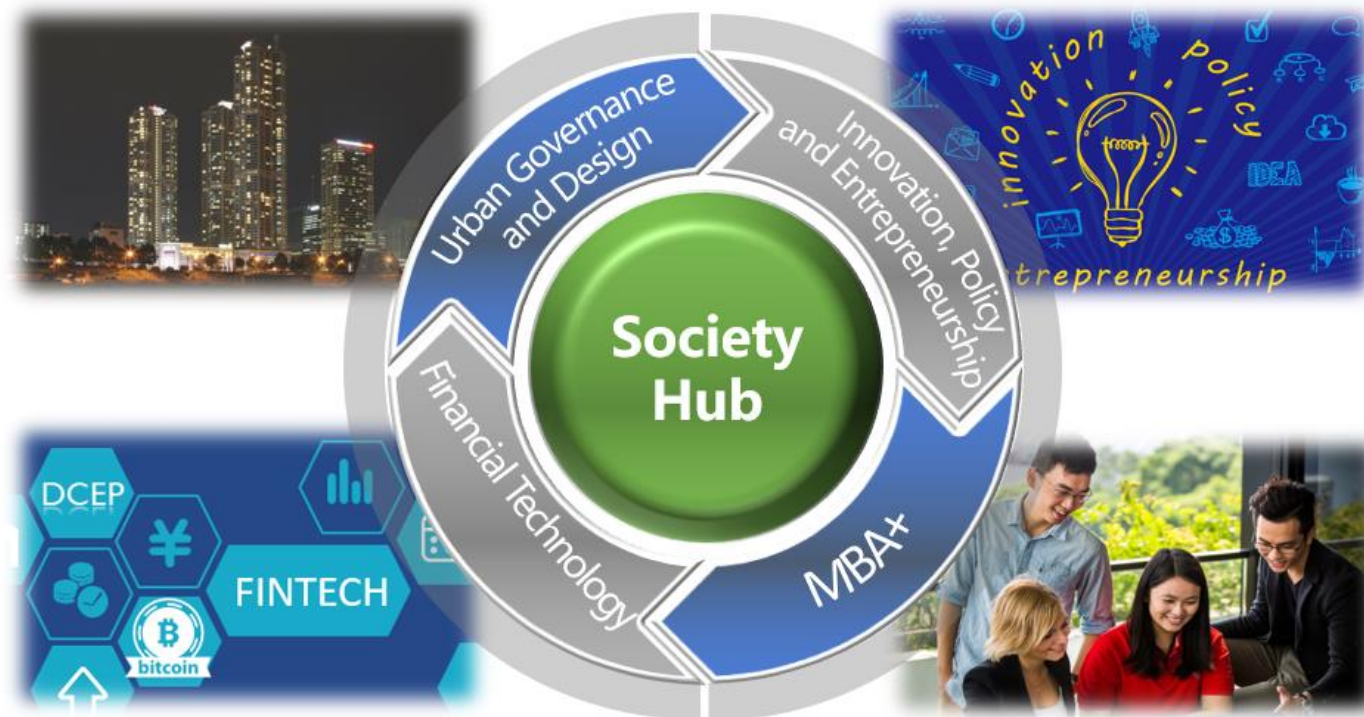 Urban Governance
and Design
Innovation, Policy
and Entrepreneurship
innovation
policy
IDEA
trepreneurship
Society
Hub
Financial Technology
MBA+
DCEP
FINTECH
bitcoin